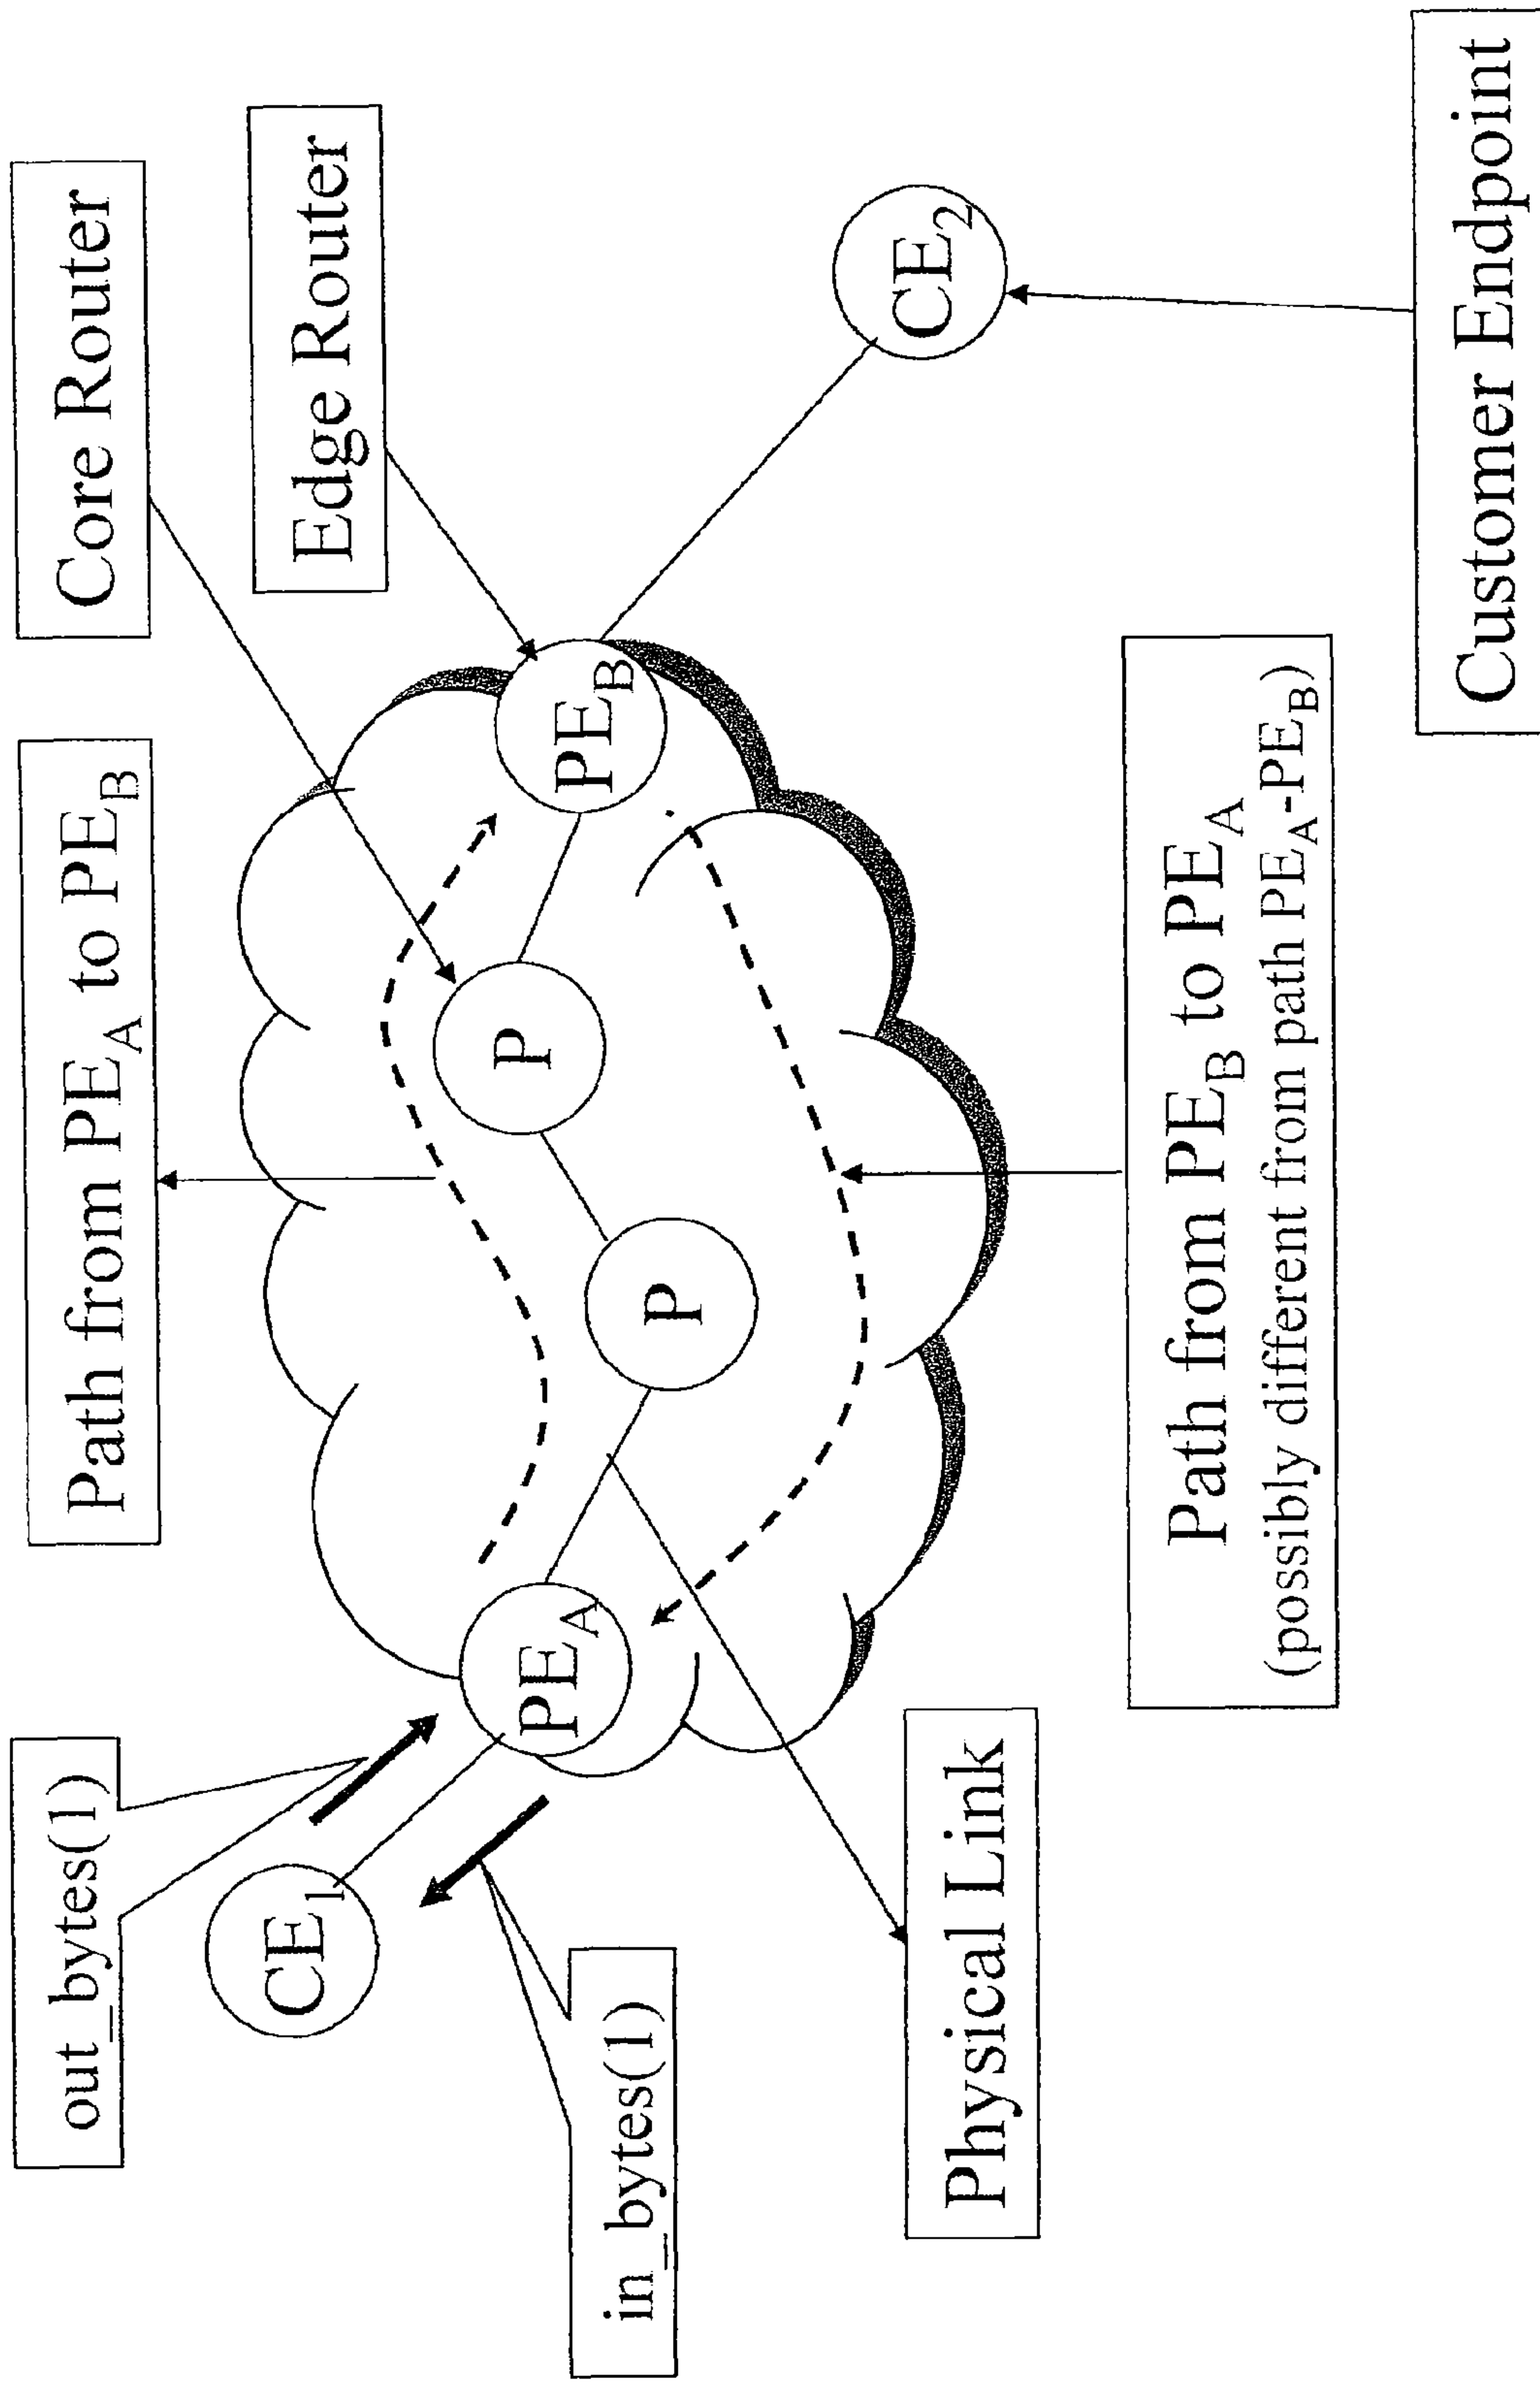 out_bytes(1)
Path from PE_A to PE_B
Core Router
Edge Router
CE_1
in_bytes(1)
PE_A
P
P
PE_B
CE_2
Physical Link
Path from PE_B to PE_A
(possibly different from path PE_A-PE_B)
Customer Endpoint